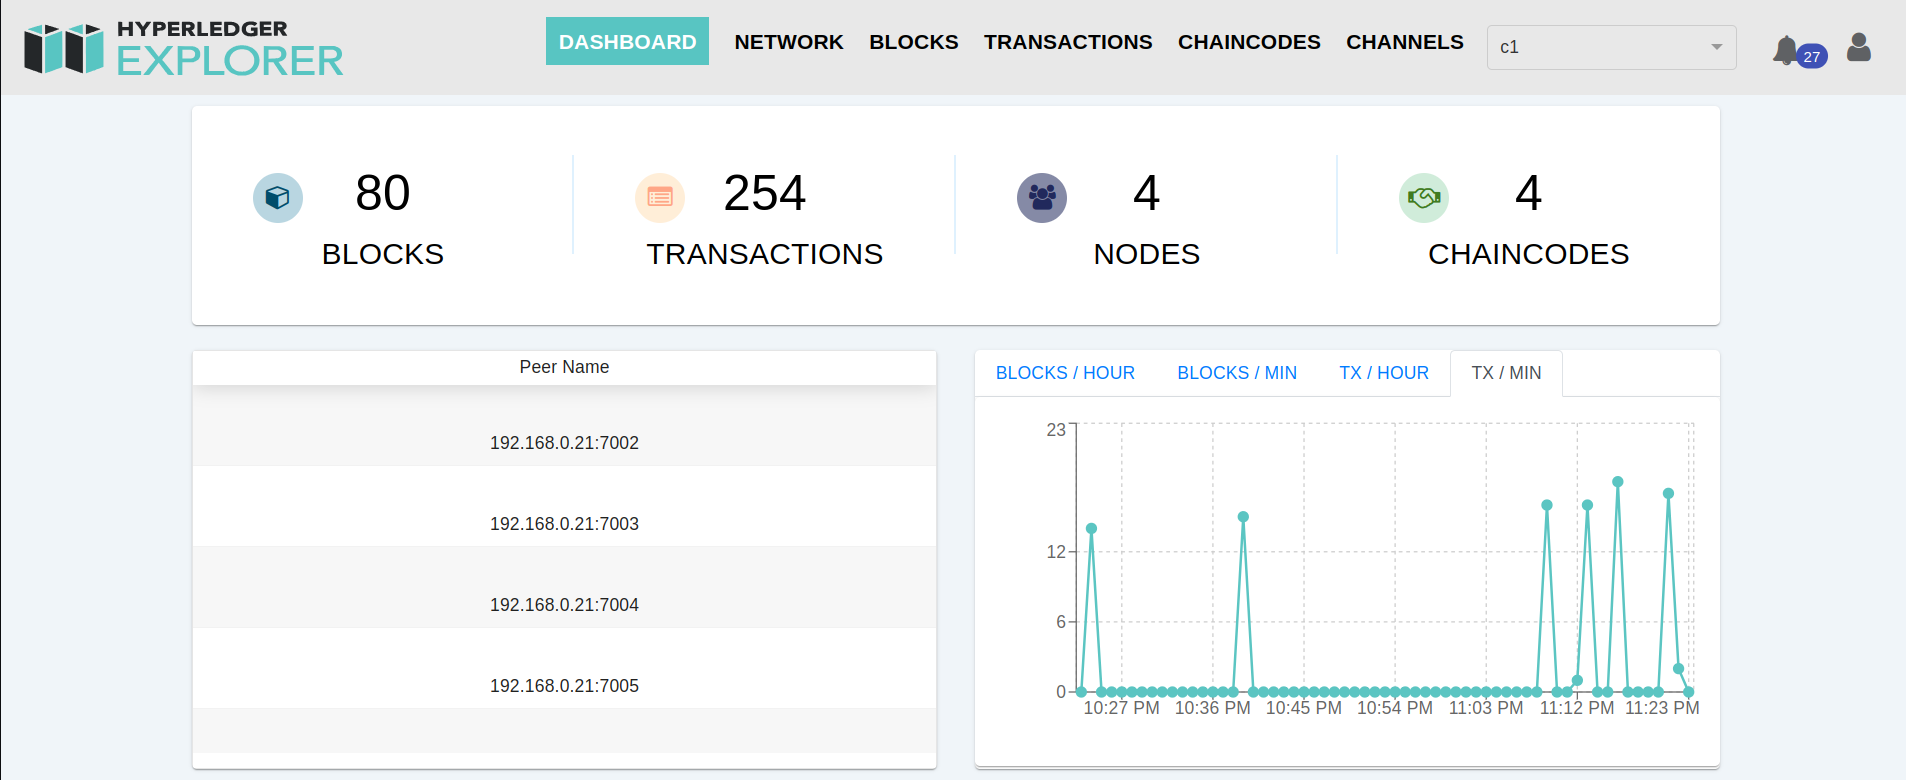 HYPERLEDGER
EXPLORER
DASHBOARD NETWORK BLOCKS TRANSACTIONS CHAINCODES CHANNELS c1 27
80 254 4 4
BLOCKS TRANSACTIONS NODES CHAINCODES
Peer Name
192.168.0.21:7002
192.168.0.21:7003
192.168.0.21:7004
192.168.0.21:7005
BLOCKS / HOUR BLOCKS / MIN TX / HOUR TX / MIN
23
12
6
0
10:27 PM 10:36 PM 10:45 PM 10:54 PM 11:03 PM 11:12 PM 11:23 PM